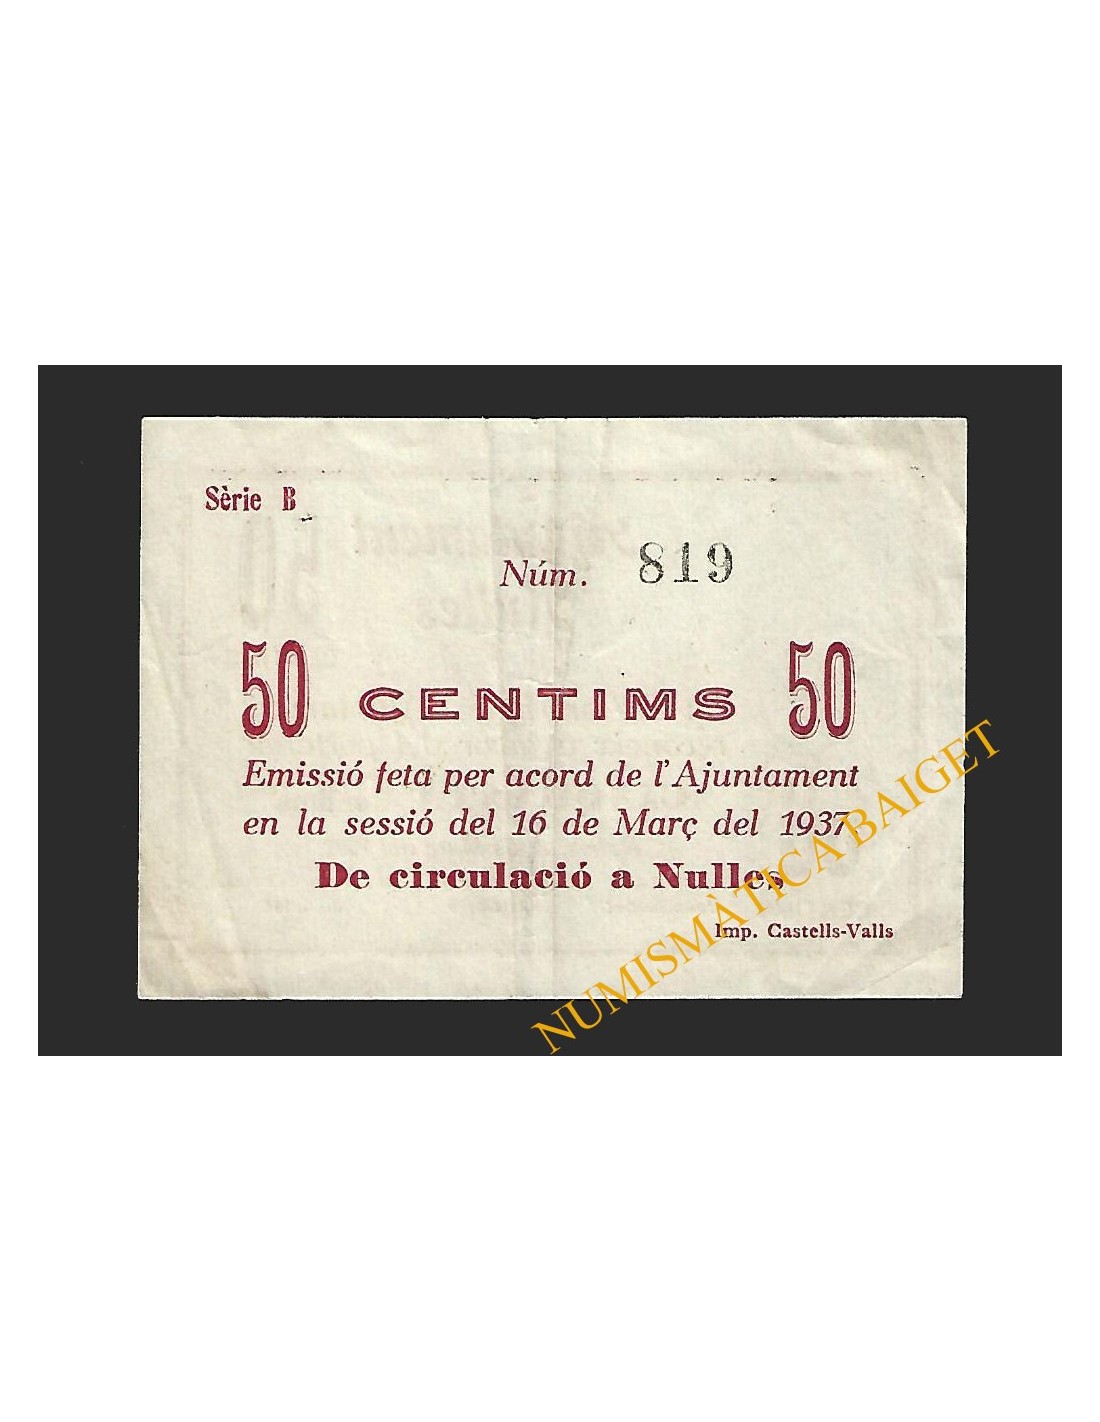 Sèrie B
Núm. 819
50 CENTIMS 50
Emissió feta per acord de l'Ajuntament
en la sessió del 16 de Març del 1937.
De circulació a Nulles
Imp. Castells-Valls
NUMISMÀTICA BAIGET